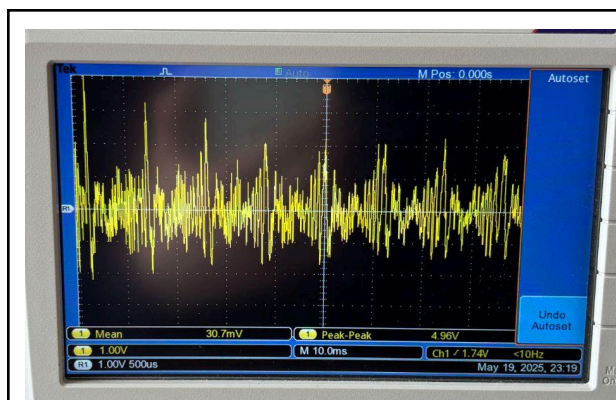 Tek
Auto
M Pos: 0.000s
Autoset
R1
1 Mean 30.7mV
1 Peak-Peak 4.96V
Undo
Autoset
1 1.00V
M 10.0ms
Ch1 / 1.74V <10Hz
R1 1.00V 500us
May 19, 2025, 23:19